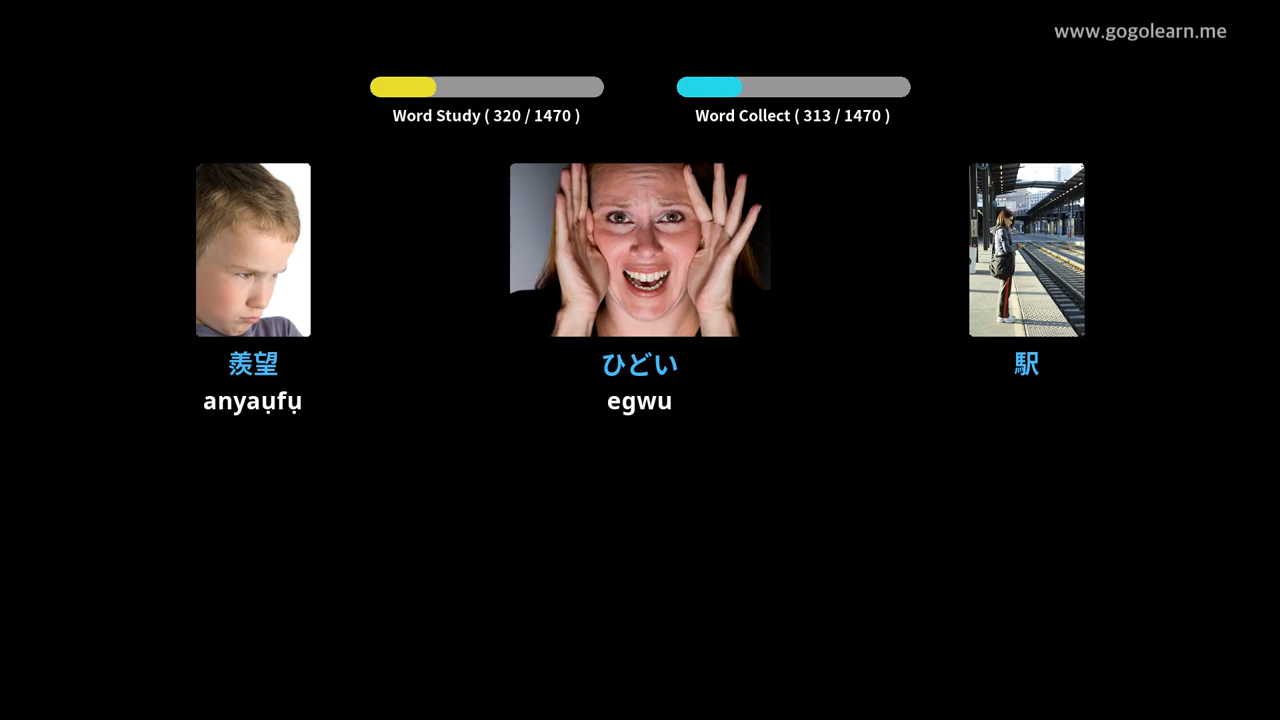 www.gogolearn.me
Word Study ( 320 / 1470 )
Word Collect ( 313 / 1470 )
羨望
ひどい
駅
anyaụfụ
egwu